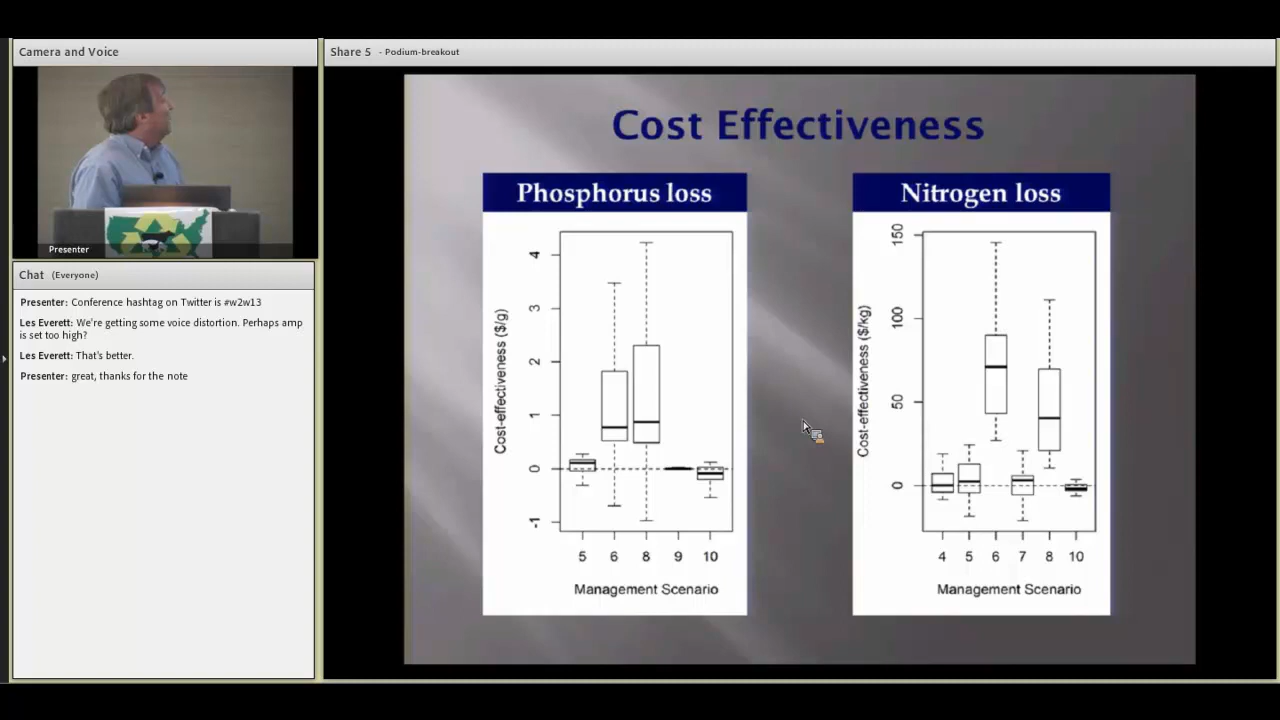 Camera and Voice
Presenter
Chat (Everyone)
Presenter: Conference hashtag on Twitter is #w2w13
Les Everett: We're getting some voice distortion. Perhaps amp
is set too high?
Les Everett: That's better.
Presenter: great, thanks for the note
Share 5 - Podium-breakout
Cost Effectiveness
Phosphorus loss
Cost-effectiveness ($/g)
4
3
2
1
0
-1
5 6 8 9 10
Management Scenario
Nitrogen loss
Cost-effectiveness ($/kg)
150
100
50
0
4 5 6 7 8 10
Management Scenario